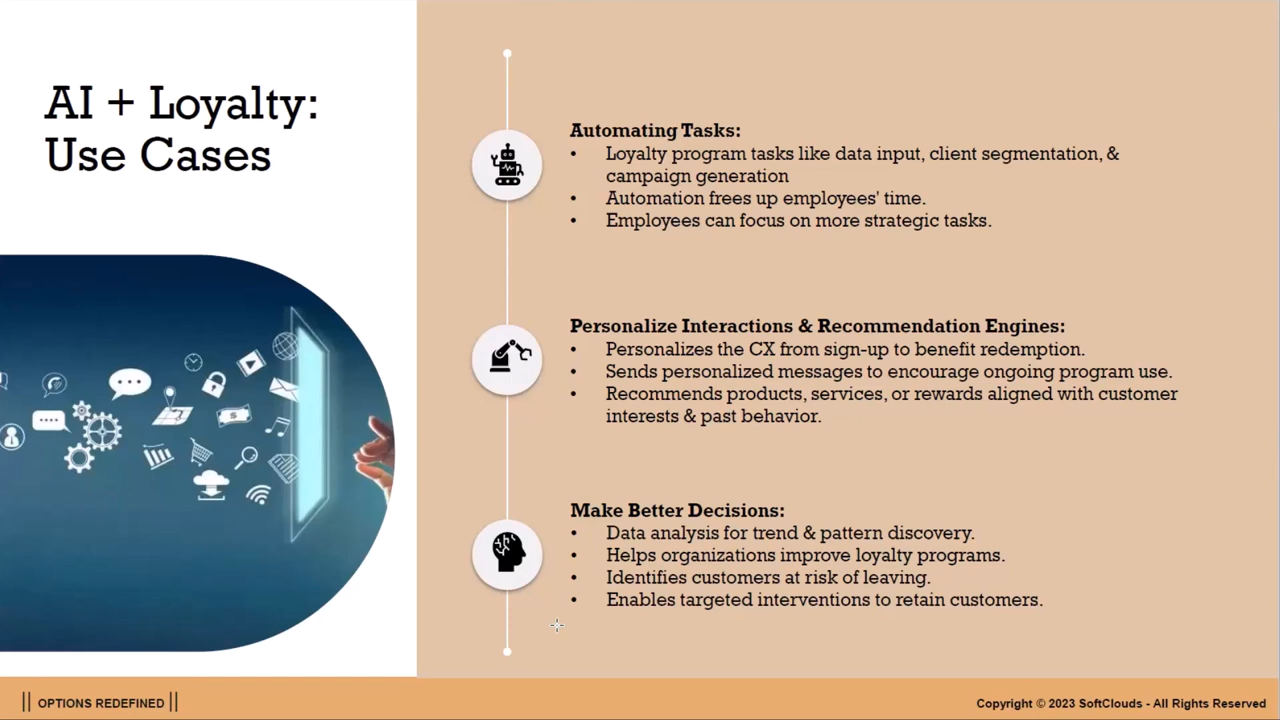 AI + Loyalty:
Use Cases
Automating Tasks:
• Loyalty program tasks like data input, client segmentation, &
campaign generation
• Automation frees up employees' time.
• Employees can focus on more strategic tasks.
Personalize Interactions & Recommendation Engines:
• Personalizes the CX from sign-up to benefit redemption.
• Sends personalized messages to encourage ongoing program use.
• Recommends products, services, or rewards aligned with customer
interests & past behavior.
Make Better Decisions:
• Data analysis for trend & pattern discovery.
• Helps organizations improve loyalty programs.
• Identifies customers at risk of leaving.
• Enables targeted interventions to retain customers.
|| OPTIONS REDEFINED ||
Copyright © 2023 SoftClouds - All Rights Reserved